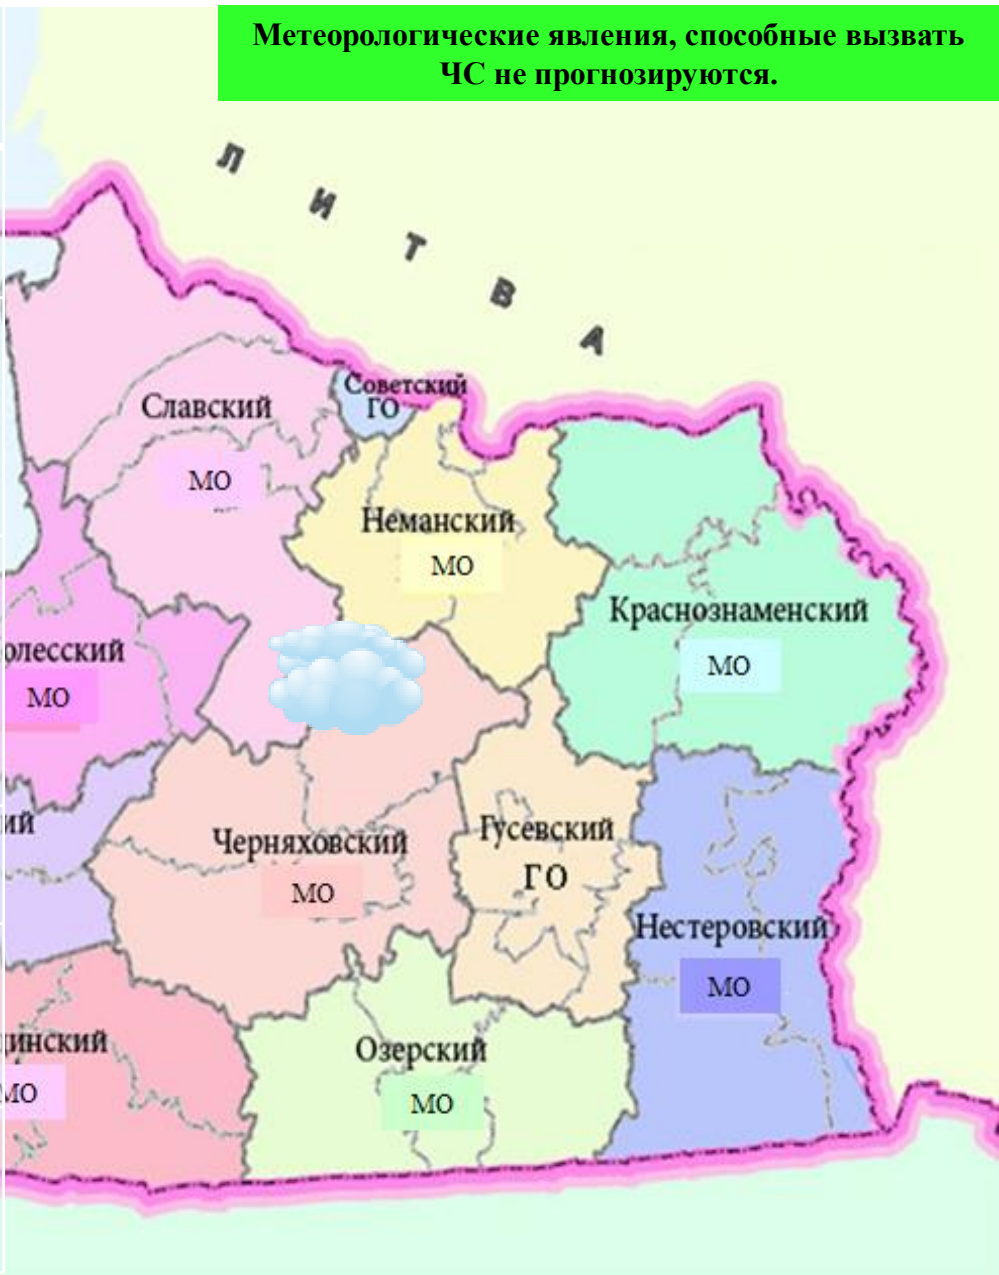 Метеорологические явления, способные вызвать
ЧС не прогнозируются.
Л И Т В А
Советский
ГО
Славский
МО
Неманский
МО
Краснознаменский
МО
олесский
МО
ий
Черняховский
МО
Гусевский
ГО
Нестеровский
МО
динский
МО
Озерский
МО